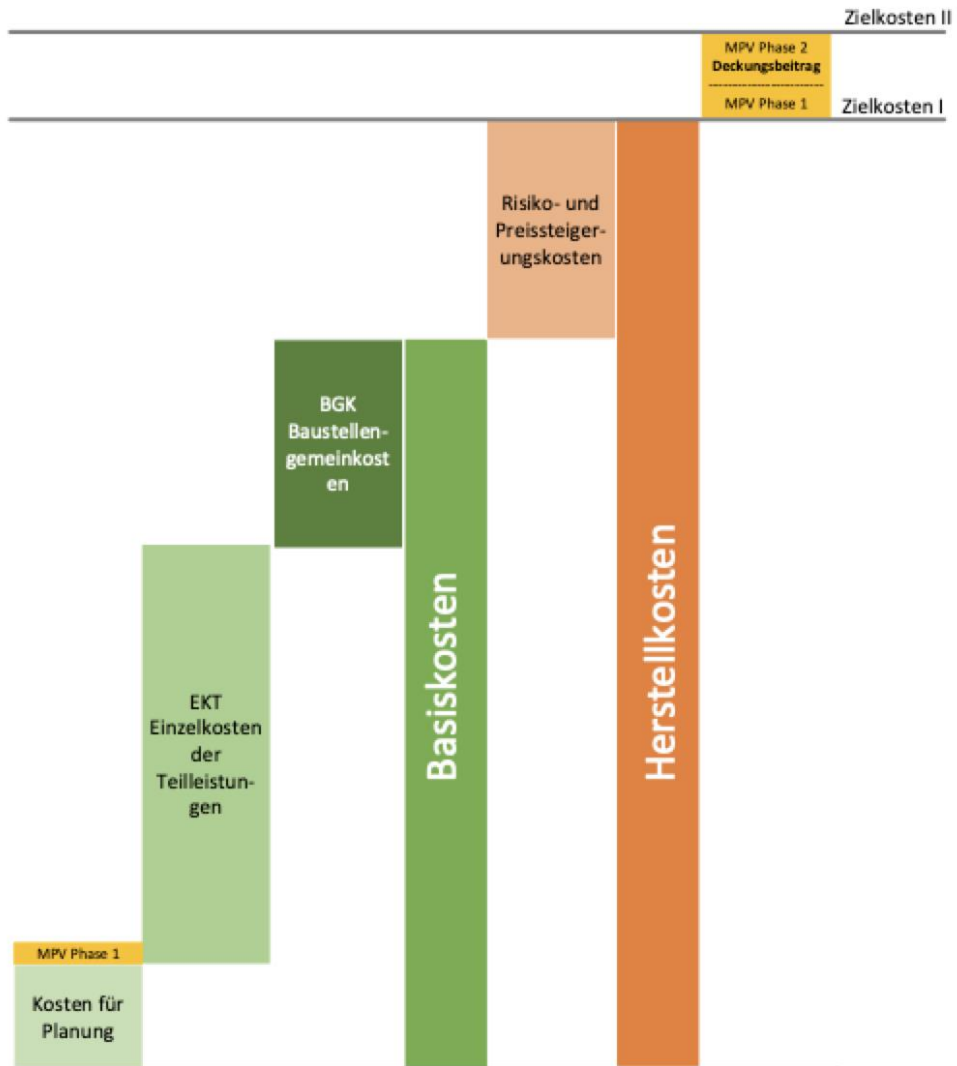 Zielkosten II
MPV Phase 2
Deckungsbeitrag
MPV Phase 1
Zielkosten I
Risiko- und
Preissteiger-
ungskosten
BGK
Baustellen-
gemeinkost
en
Basiskosten
Herstellkosten
EKT
Einzelkosten
der
Teilleistun-
gen
MPV Phase 1
Kosten für
Planung